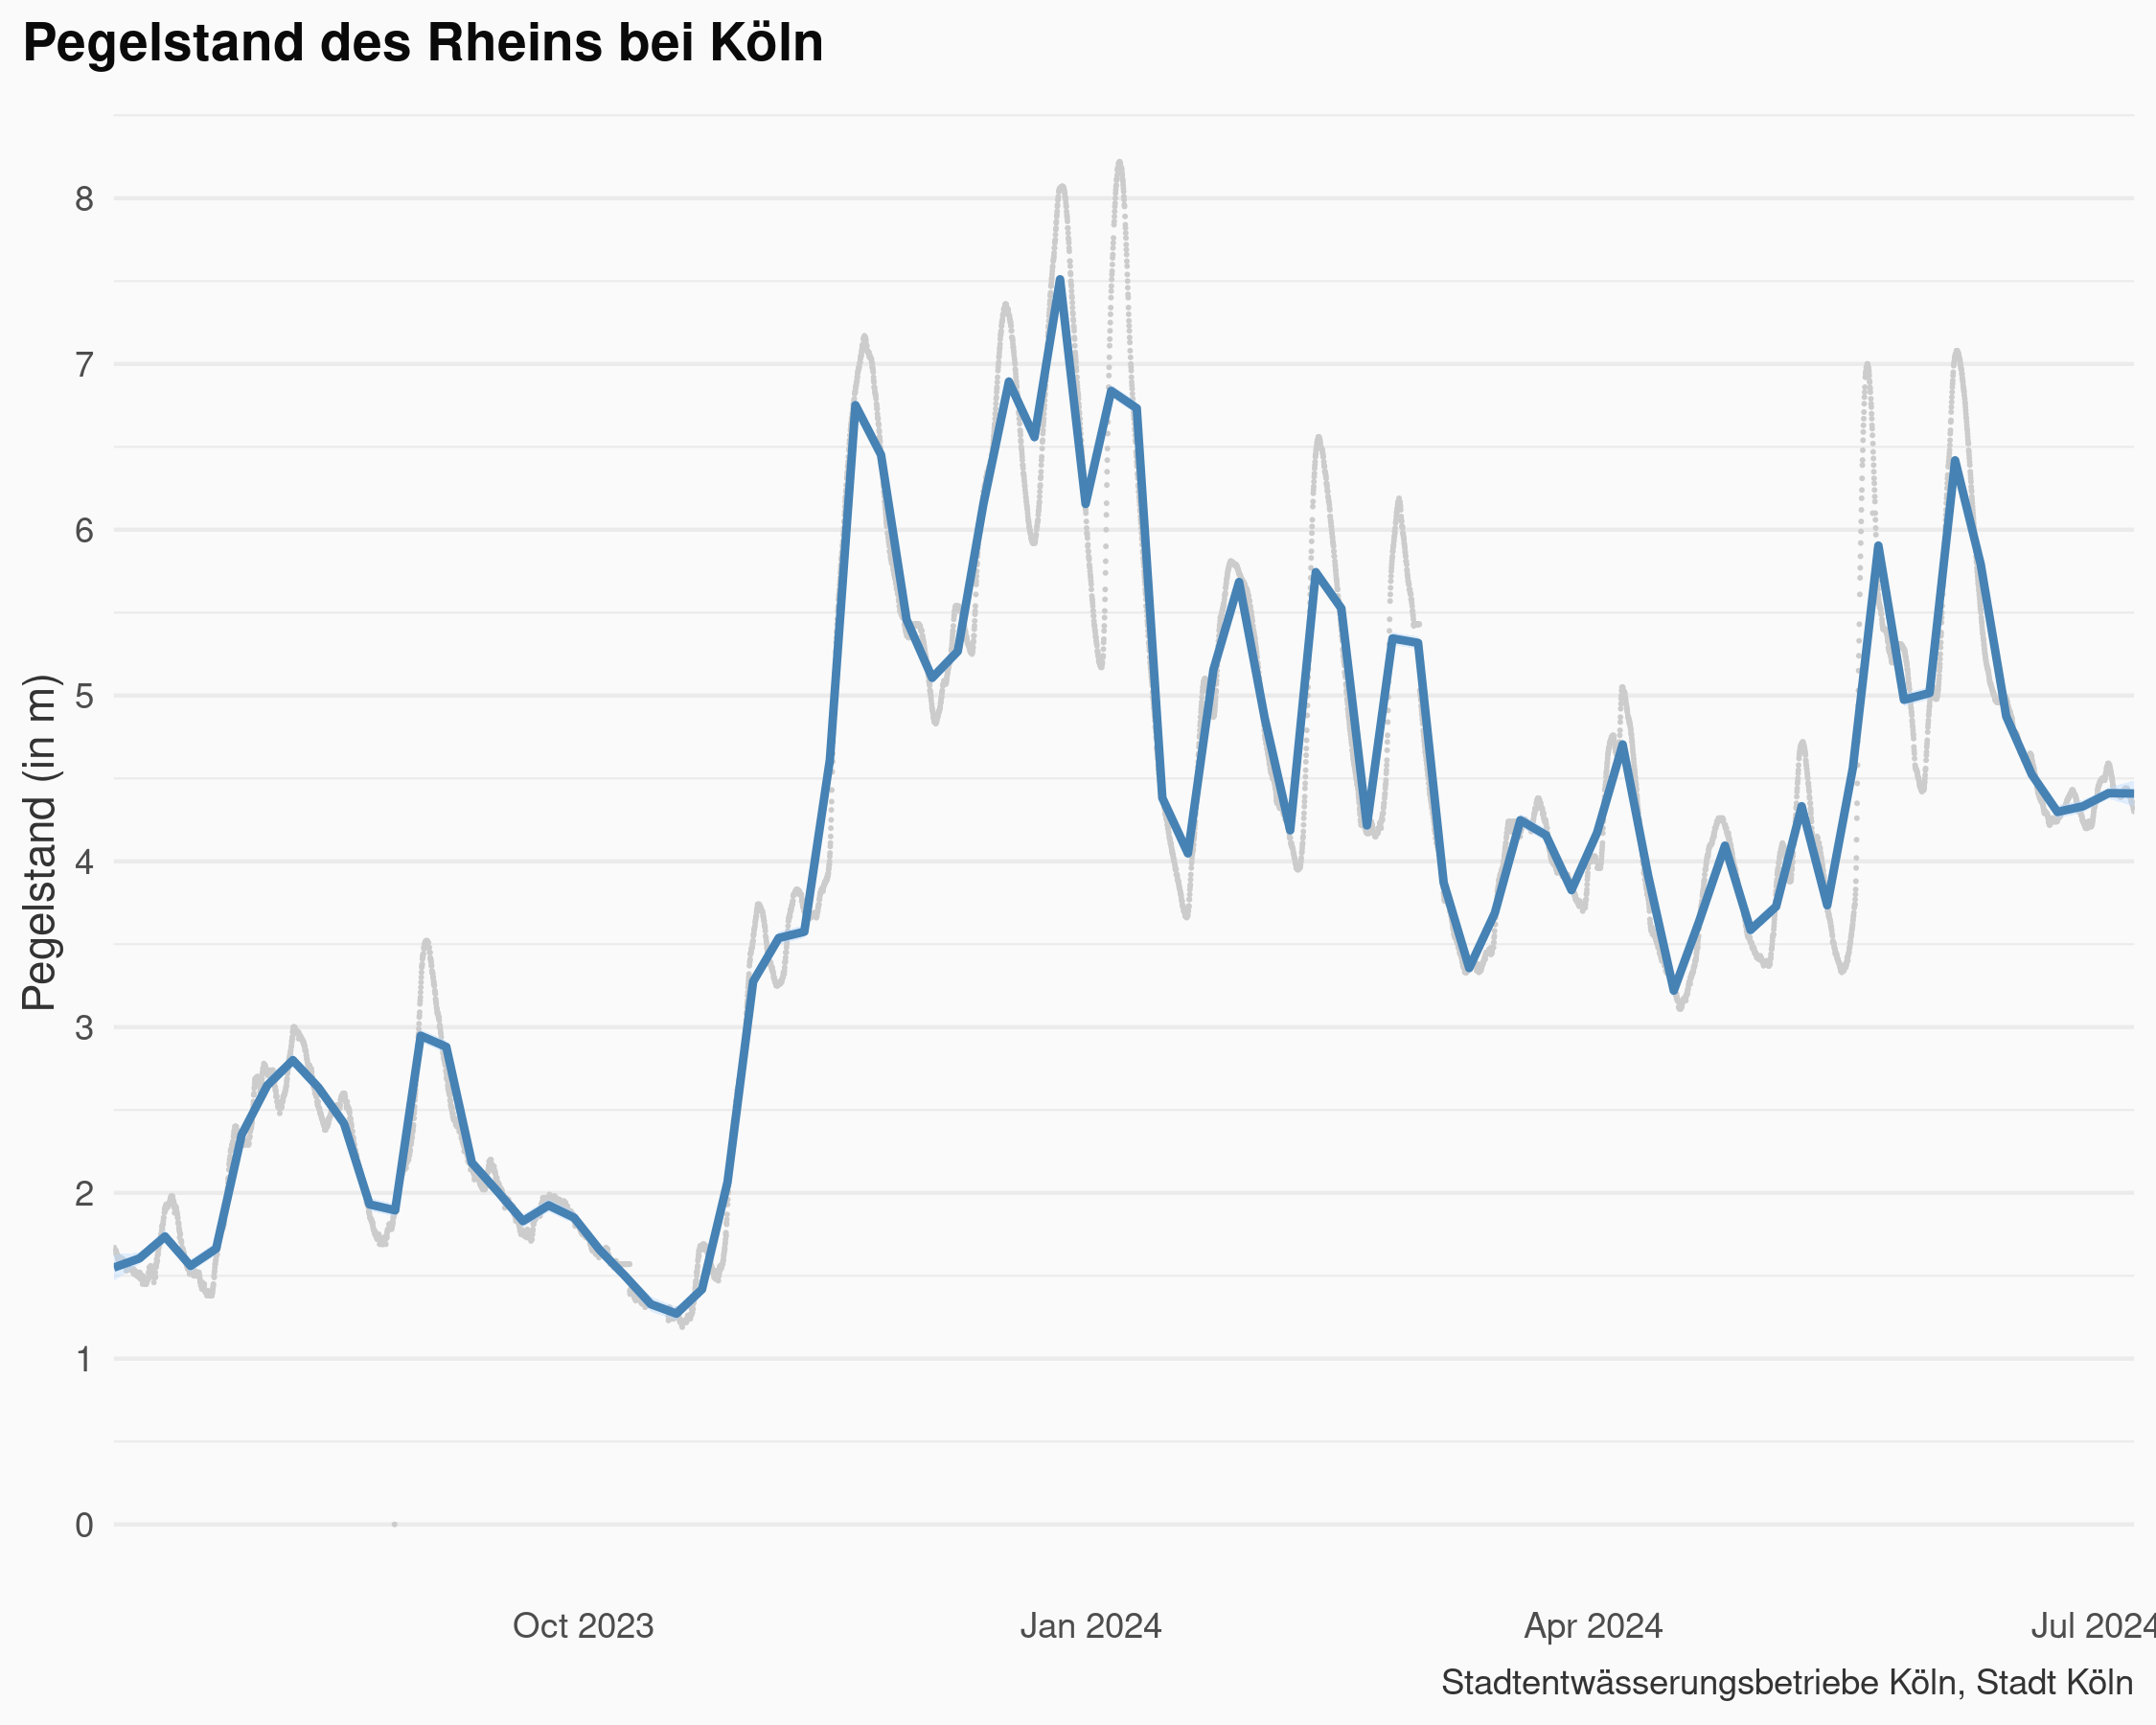 Pegelstand des Rheins bei Köln
Pegelstand (in m)
8
7
6
5
4
3
2
1
0
Oct 2023 Jan 2024 Apr 2024 Jul 2024
Stadtentwässerungsbetriebe Köln, Stadt Köln